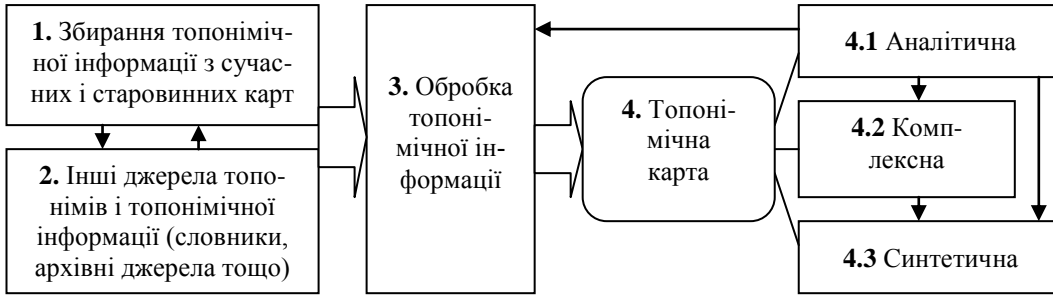 1. Збирання топоніміч-
ної інформації з сучас-
них і старовинних карт
2. Інші джерела топо-
німів і топонімічної
інформації (словники,
архівні джерела тощо)
3. Обробка
топоні-
мічної ін-
формації
4. Топоні-
мічна
карта
4.1 Аналітична
4.2 Комп-
лексна
4.3 Синтетична